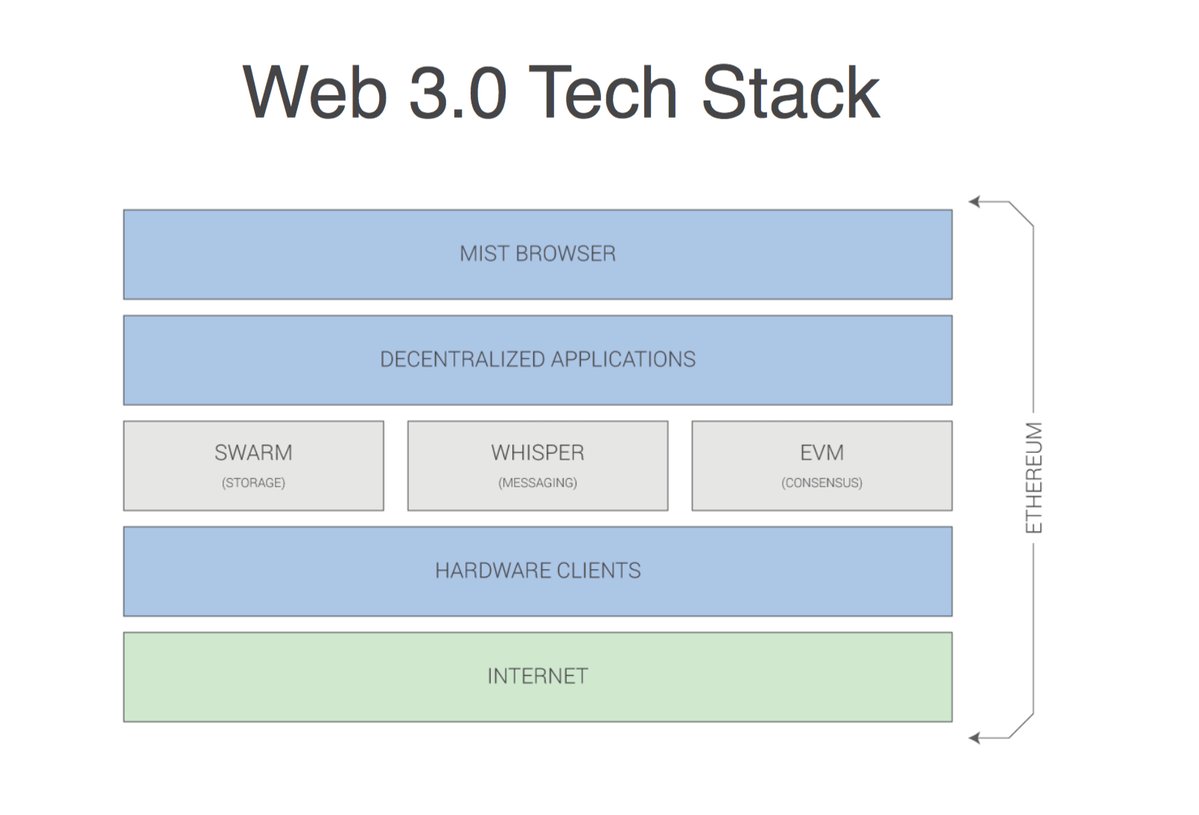 Web 3.0 Tech Stack
MIST BROWSER
DECENTRALIZED APPLICATIONS
SWARM
(STORAGE)
WHISPER
(MESSAGING)
EVM
(CONSENSUS)
HARDWARE CLIENTS
INTERNET
ETHEREUM